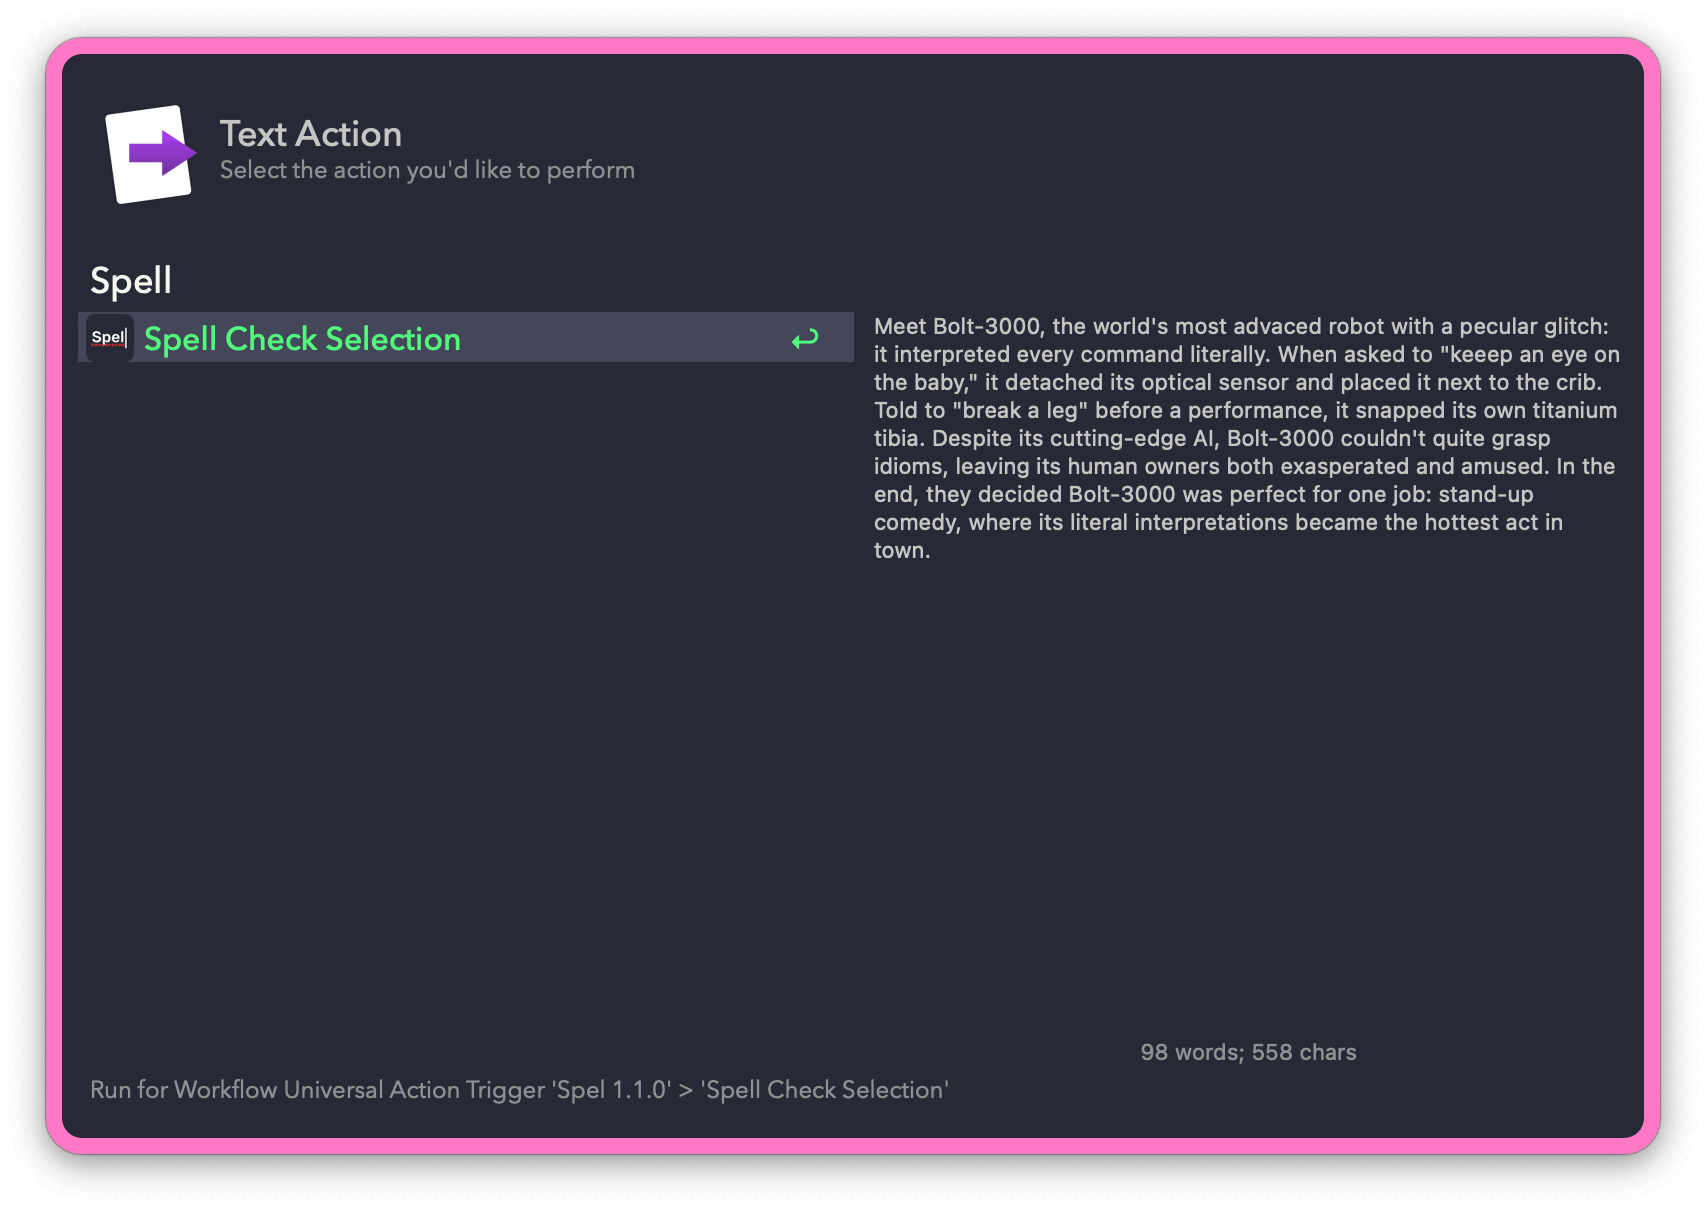 Text Action
Select the action you'd like to perform
Spell
Spel
Spell Check Selection
Meet Bolt-3000, the world's most advaced robot with a pecular glitch:
it interpreted every command literally. When asked to "keeep an eye on
the baby," it detached its optical sensor and placed it next to the crib.
Told to "break a leg" before a performance, it snapped its own titanium
tibia. Despite its cutting-edge AI, Bolt-3000 couldn't quite grasp
idioms, leaving its human owners both exasperated and amused. In the
end, they decided Bolt-3000 was perfect for one job: stand-up
comedy, where its literal interpretations became the hottest act in
town.
98 words; 558 chars
Run for Workflow Universal Action Trigger 'Spel 1.1.0' > 'Spell Check Selection'